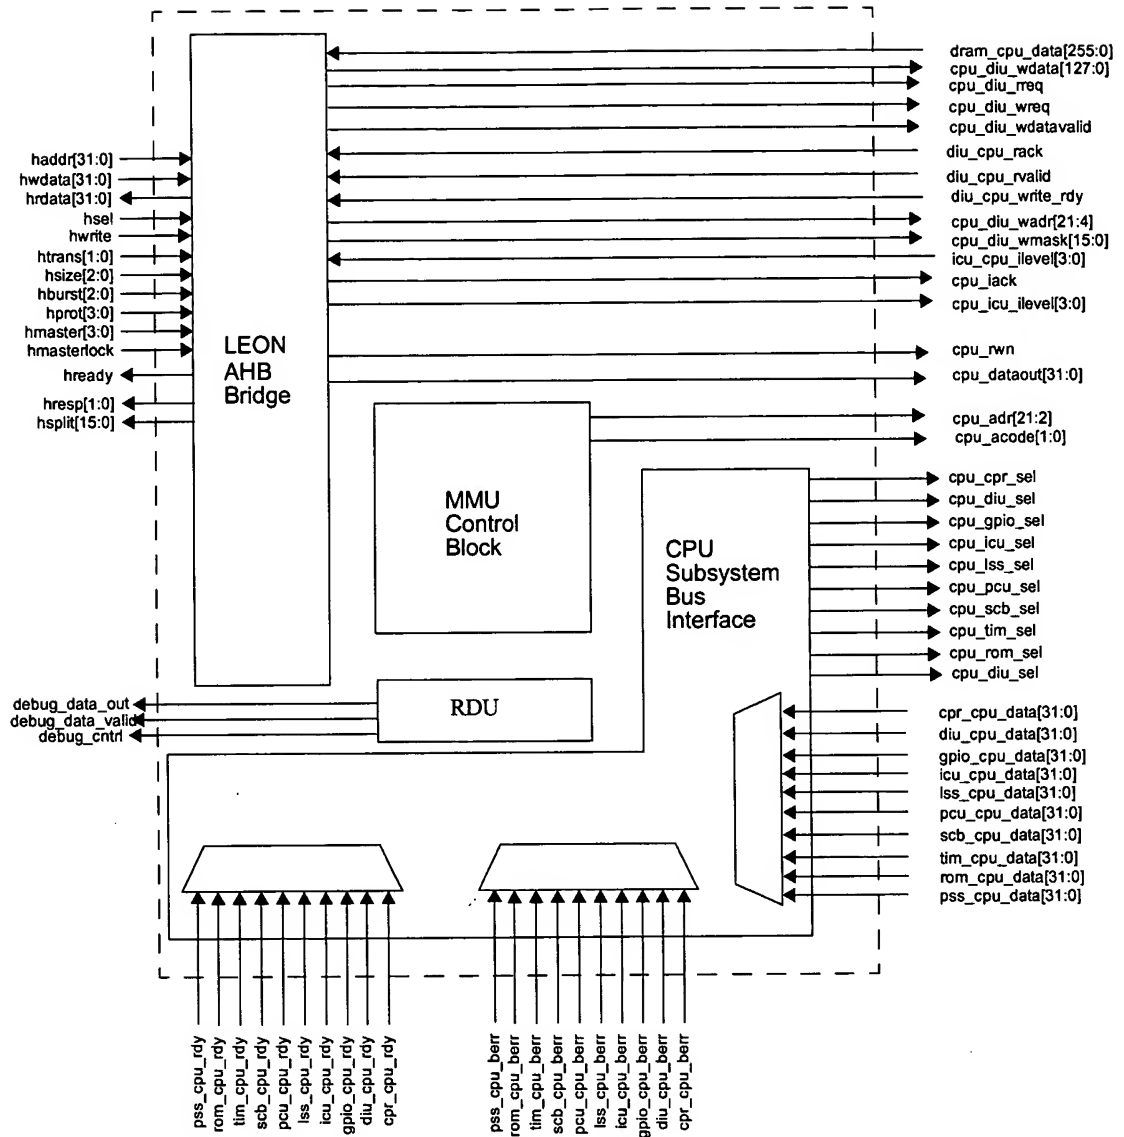 dram_cpu_data[255:0]
cpu_diu_wdata[127:0]
cpu_diu_rreq
cpu_diu_wreq
cpu_diu_wdatavalid
diu_cpu_rack
diu_cpu_rvalid
diu_cpu_write_rdy
cpu_diu_wadr[21:4]
cpu_diu_wmask[15:0]
icu_cpu_ilevel[3:0]
cpu_iack
cpu_icu_ilevel[3:0]
cpu_rwn
cpu_dataout[31:0]
cpu_adr[21:2]
cpu_acode[1:0]
haddr[31:0]
hwdata[31:0]
hrdata[31:0]
hsel
hwrite
htrans[1:0]
hsize[2:0]
hburst[2:0]
hprot[3:0]
hmaster[3:0]
hmasterlock
hready
hresp[1:0]
hsplit[15:0]
LEON
AHB
Bridge
MMU
Control
Block
CPU
Subsystem
Bus
Interface
cpu_cpr_sel
cpu_diu_sel
cpu_gpio_sel
cpu_icu_sel
cpu_lss_sel
cpu_pcu_sel
cpu_scb_sel
cpu_tim_sel
cpu_rom_sel
cpu_diu_sel
debug_data_out
debug_data_valid
debug_cntrl
RDU
cpr_cpu_data[31:0]
diu_cpu_data[31:0]
gpio_cpu_data[31:0]
icu_cpu_data[31:0]
lss_cpu_data[31:0]
pcu_cpu_data[31:0]
scb_cpu_data[31:0]
tim_cpu_data[31:0]
rom_cpu_data[31:0]
pss_cpu_data[31:0]
pss_cpu_rdy
rom_cpu_rdy
tim_cpu_rdy
scb_cpu_rdy
pcu_cpu_rdy
lss_cpu_rdy
icu_cpu_rdy
gpio_cpu_rdy
diu_cpu_rdy
cpr_cpu_rdy
pss_cpu_berr
rom_cpu_berr
tim_cpu_berr
scb_cpu_berr
pcu_cpu_berr
lss_cpu_berr
icu_cpu_berr
gpio_cpu_berr
diu_cpu_berr
cpr_cpu_berr